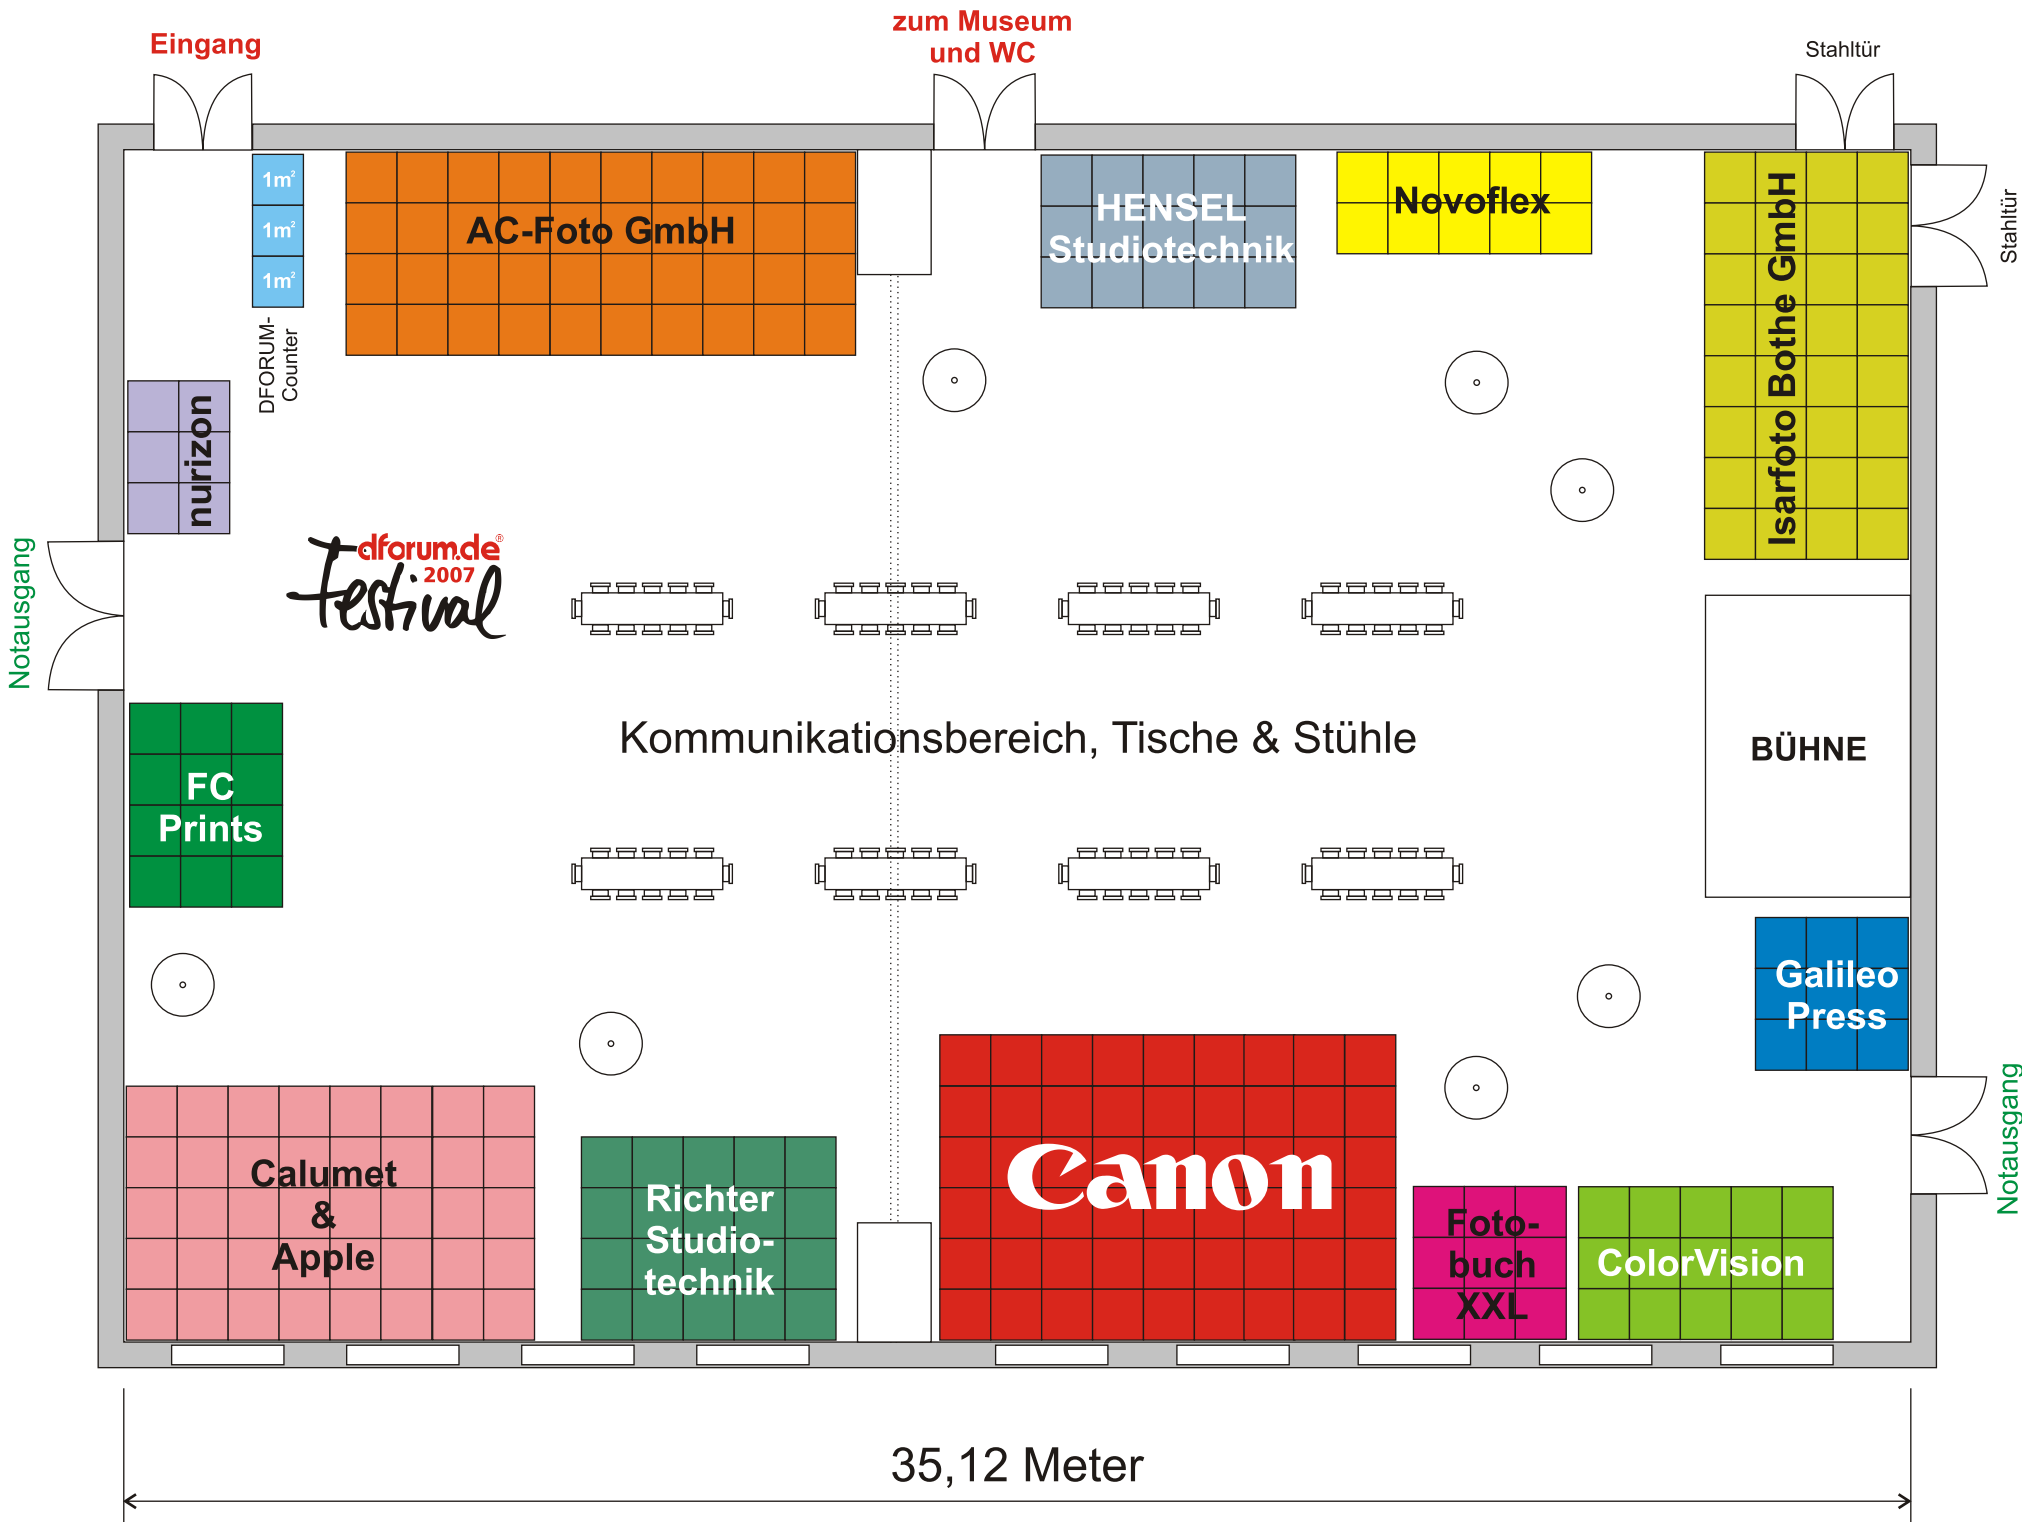 Eingang
zum Museum
und WC
Stahltür
1m²
1m²
1m²
DFORUM-
Counter
AC-Foto GmbH
HENSEL
Studiotechnik
Novoflex
Isarfoto Bothe GmbH
Stahltür
nurizon
Notausgang
dforum.de®
2007
Festival
Kommunikationsbereich, Tische & Stühle
BÜHNE
FC
Prints
Galileo
Press
Notausgang
Calumet
&
Apple
Richter
Studio-
technik
Canon
Foto-
buch
XXL
ColorVision
35,12 Meter